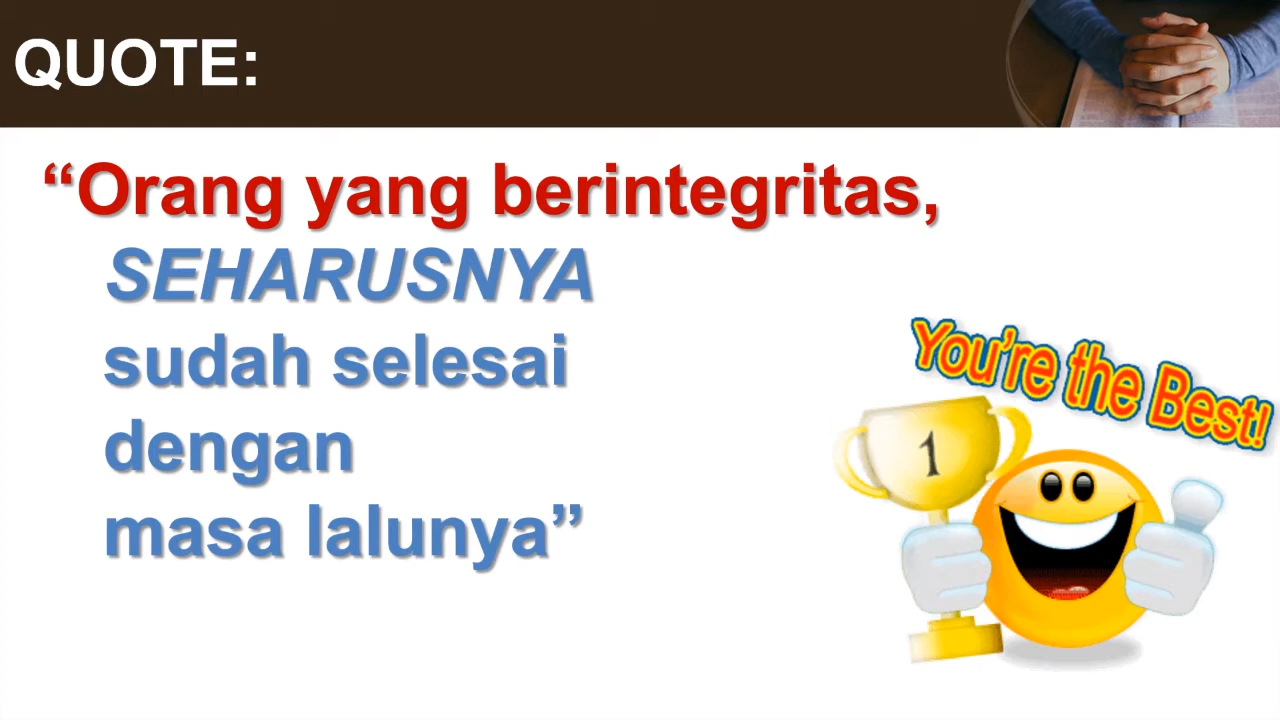 QUOTE:
“Orang yang berintegritas,
SEHARUSNYA
sudah selesai
dengan
masa lalunya”
You're the Best!
1